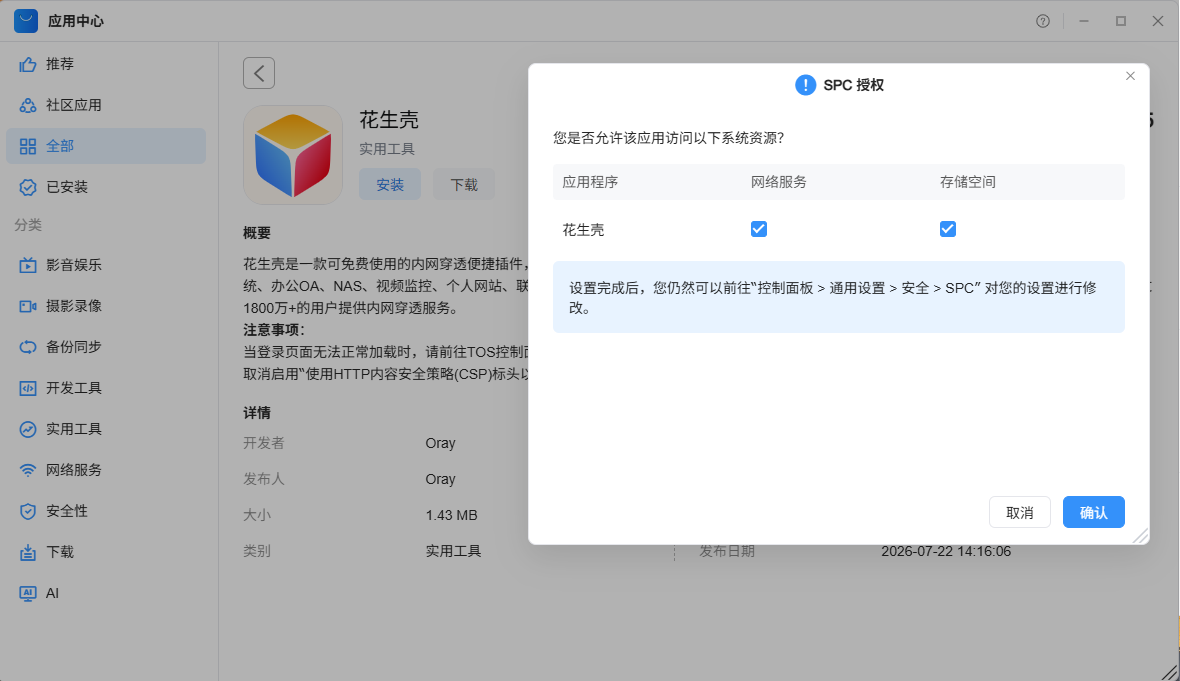 应用中心
推荐
社区应用
全部
已安装
分类
影音娱乐
摄影录像
备份同步
开发工具
实用工具
网络服务
安全性
下载
AI
花生壳
实用工具
安装
下载
概要
花生壳是一款可免费使用的内网穿透便捷插件，
统、办公OA、NAS、视频监控、个人网站、联
1800万+的用户提供内网穿透服务。
注意事项：
当登录页面无法正常加载时，请前往TOS控制面
取消启用“使用HTTP内容安全策略(CSP)标头以
详情
开发者 Oray
发布人 Oray
大小 1.43 MB
类别 实用工具
发布日期 2026-07-22 14:16:06
SPC 授权
您是否允许该应用访问以下系统资源?
应用程序 网络服务 存储空间
花生壳
设置完成后，您仍然可以前往“控制面板 > 通用设置 > 安全 > SPC” 对您的设置进行修
改。
取消
确认